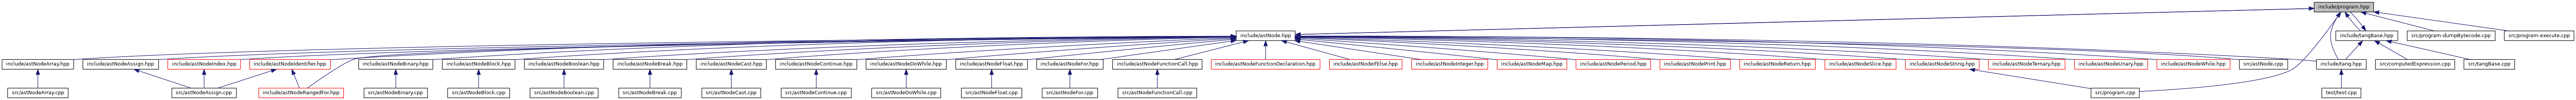 include/program.hpp
include/astNode.hpp
include/tangBase.hpp
src/program-dumpBytecode.cpp
src/program-execute.cpp
include/astNodeArray.hpp
include/astNodeAssign.hpp
include/astNodeIndex.hpp
include/astNodeIdentifier.hpp
include/astNodeBinary.hpp
include/astNodeBlock.hpp
include/astNodeBoolean.hpp
include/astNodeBreak.hpp
include/astNodeCast.hpp
include/astNodeContinue.hpp
include/astNodeDoWhile.hpp
include/astNodeFloat.hpp
include/astNodeFor.hpp
include/astNodeFunctionCall.hpp
include/astNodeFunctionDeclaration.hpp
include/astNodeIfElse.hpp
include/astNodeInteger.hpp
include/astNodeMap.hpp
include/astNodePeriod.hpp
include/astNodePrint.hpp
include/astNodeReturn.hpp
include/astNodeSlice.hpp
include/astNodeString.hpp
include/astNodeTernary.hpp
include/astNodeUnary.hpp
include/astNodeWhile.hpp
src/astNode.cpp
include/tang.hpp
src/computedExpression.cpp
src/tangBase.cpp
src/astNodeArray.cpp
src/astNodeAssign.cpp
include/astNodeRangedFor.hpp
src/astNodeBinary.cpp
src/astNodeBlock.cpp
src/astNodeBoolean.cpp
src/astNodeBreak.cpp
src/astNodeCast.cpp
src/astNodeContinue.cpp
src/astNodeDoWhile.cpp
src/astNodeFloat.cpp
src/astNodeFor.cpp
src/astNodeFunctionCall.cpp
src/program.cpp
test/test.cpp